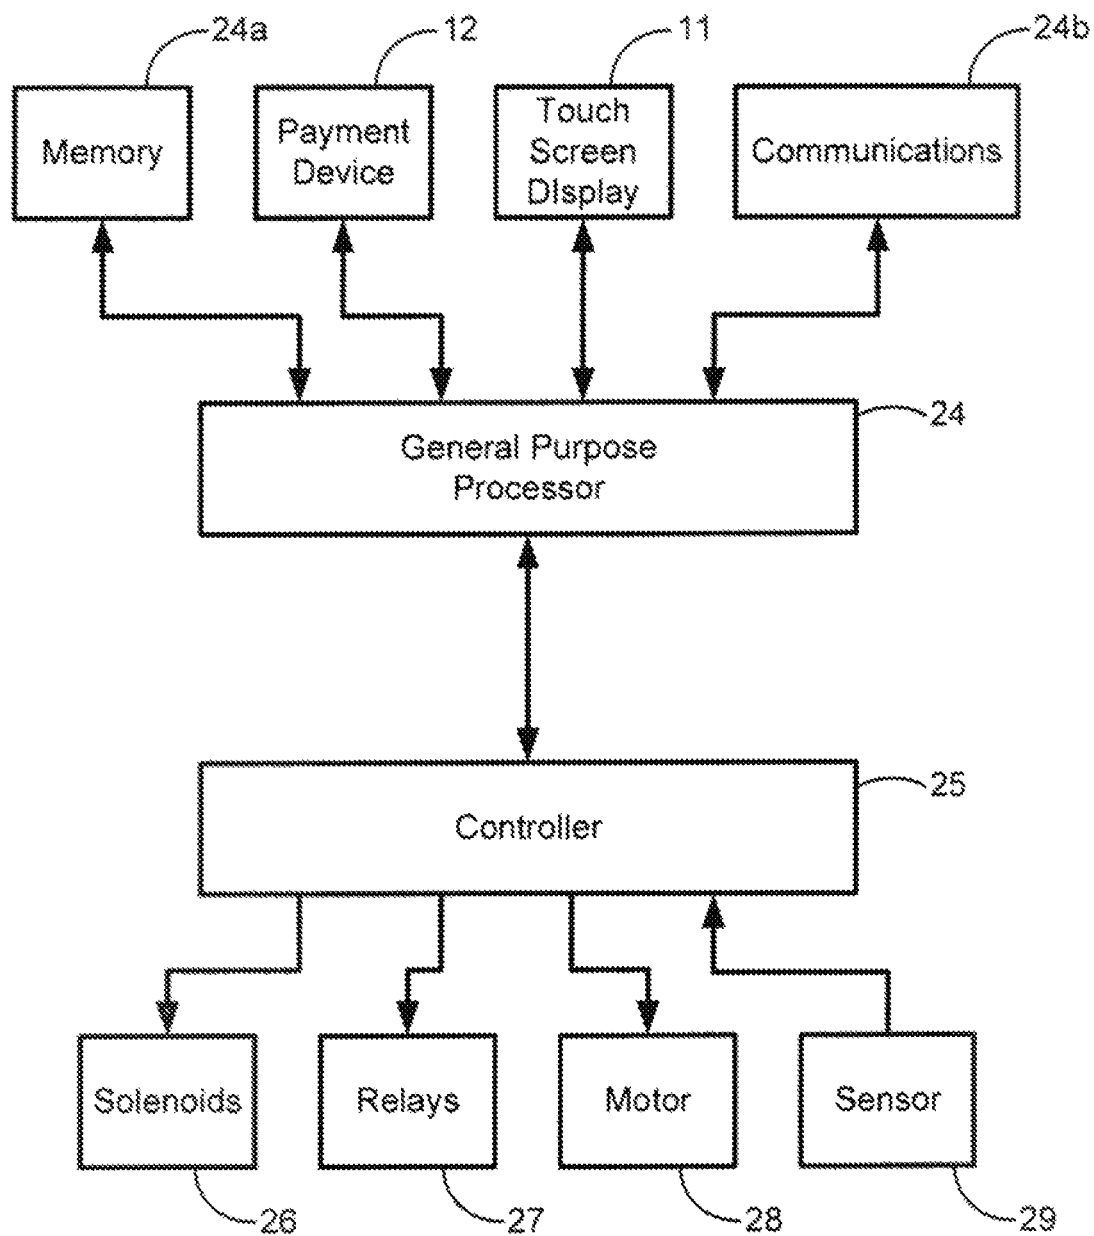 24a
12
11
24b
Memory
Payment
Device
Touch
Screen
DIsplay
Communications
24
General Purpose
Processor
25
Controller
Solenoids
Relays
Motor
Sensor
26
27
28
29